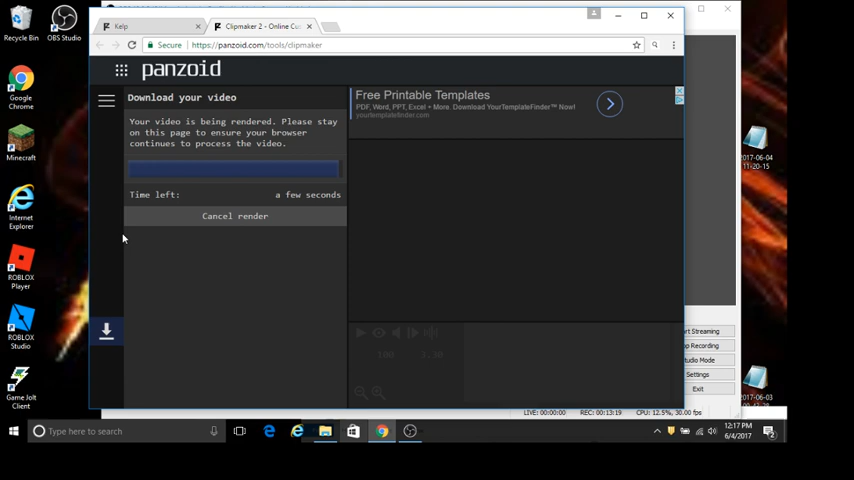 Recycle Bin
OBS Studio
Google
Chrome
Minecraft
Internet
Explorer
ROBLOX
Player
ROBLOX
Studio
Game Jolt
Client
Kelp
Clipmaker 2 - Online Cu
Secure
https://panzoid.com/tools/clipmaker
panzoid
Download your video
Your video is being rendered. Please stay
on this page to ensure your browser
continues to process the video.
Time left: a few seconds
Cancel render
Free Printable Templates
PDF, Word, PPT, Excel + More. Download YourTemplateFinder™ Now!
yourtemplatefinder.com
100
2017-06-04
11-20-15
rt Streaming
p Recording
tudio Mode
Settings
Exit
2017-06-03
LIVE: 00:00:00 REC: 00:13:19 CPU: 12.5%, 30.00 fps
Type here to search
12:17 PM
6/4/2017
2